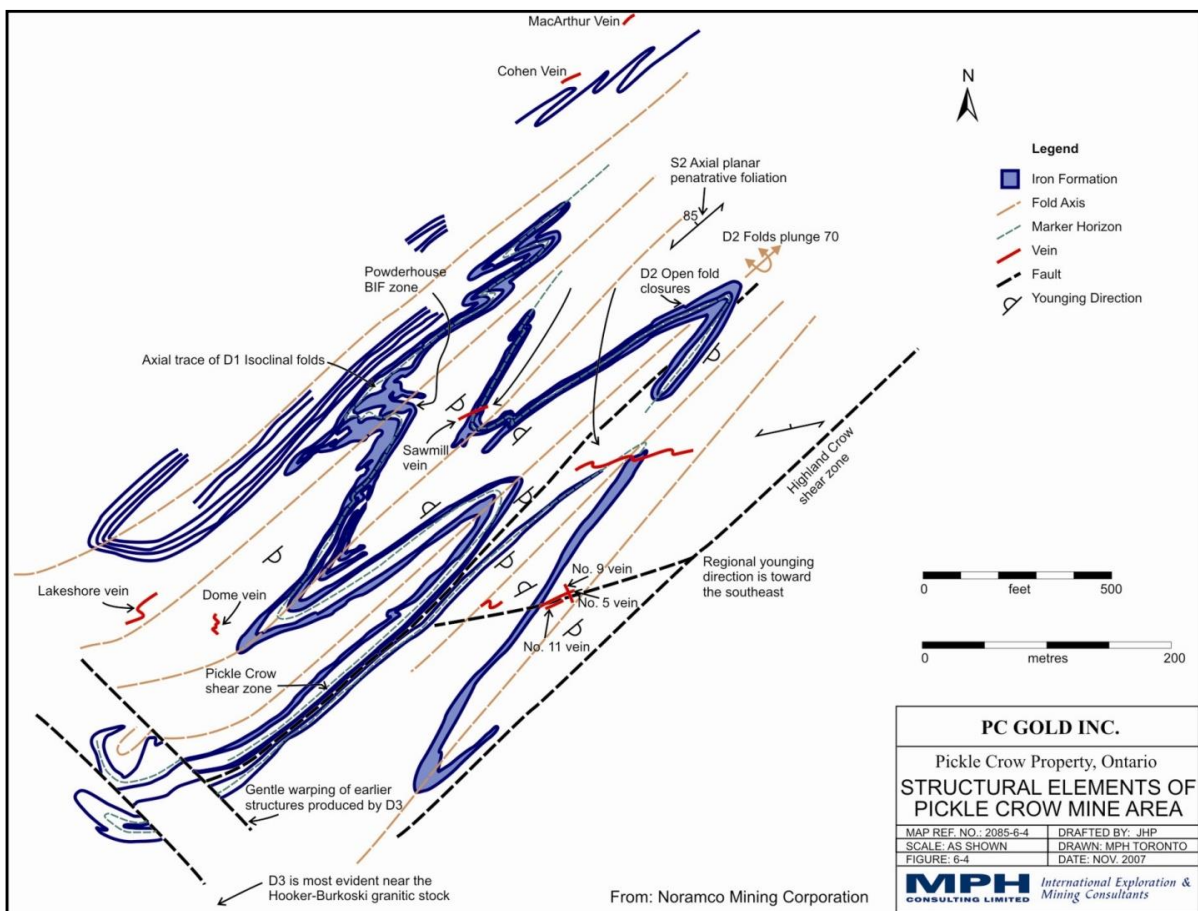 MacArthur Vein
Cohen Vein
N
S2 Axial planar
penatrative foliation
85
D2 Folds plunge 70
Legend
Iron Formation
Fold Axis
Marker Horizon
Vein
Fault
Younging Direction
Powderhouse
BIF zone
D2 Open fold
closures
Axial trace of D1 Isoclinal folds
Sawmill
vein
Highland Crow
shear zone
Regional younging
direction is toward
the southeast
No. 9 vein
No. 5 vein
No. 11 vein
Lakeshore vein
Dome vein
Pickle Crow
shear zone
0 feet 500
0 metres 200
Gentle warping of earlier
structures produced by D3
D3 is most evident near the
Hooker-Burkoski granitic stock
From: Noramco Mining Corporation
PC GOLD INC.
Pickle Crow Property, Ontario
STRUCTURAL ELEMENTS OF
PICKLE CROW MINE AREA
MAP REF. NO.: 2085-6-4 DRAFTED BY: JHP
SCALE: AS SHOWN DRAWN: MPH TORONTO
FIGURE: 6-4 DATE: NOV. 2007
MPH International Exploration &
CONSULTING LIMITED Mining Consultants